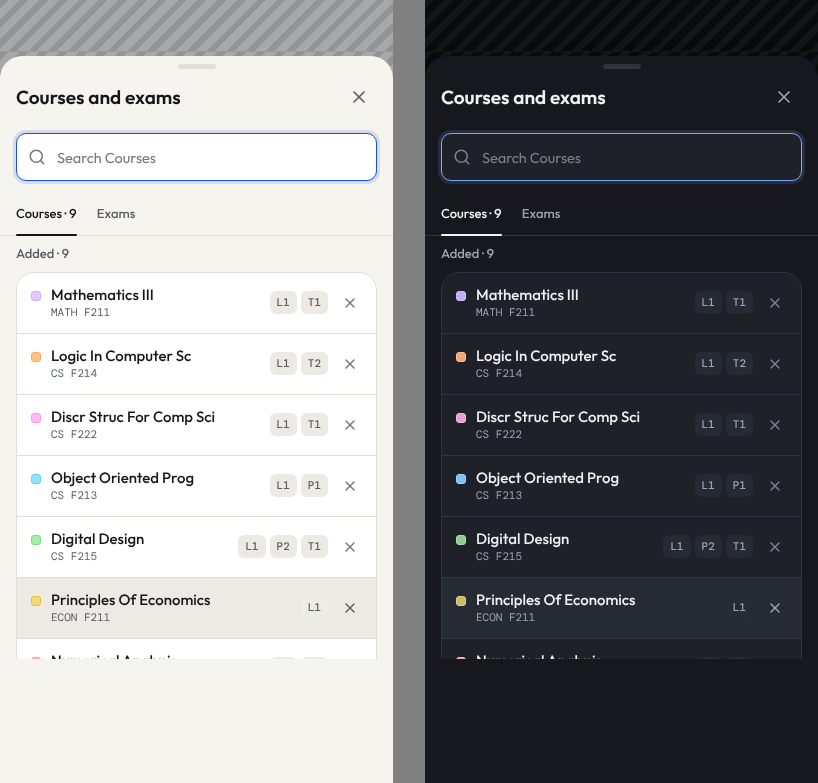 Courses and exams
Search Courses
Courses · 9 Exams
Added · 9
Mathematics III
MATH F211
L1 T1
Logic In Computer Sc
CS F214
L1 T2
Discr Struc For Comp Sci
CS F222
L1 T1
Object Oriented Prog
CS F213
L1 P1
Digital Design
CS F215
L1 P2 T1
Principles Of Economics
ECON F211
L1
Courses and exams
Search Courses
Courses · 9 Exams
Added · 9
Mathematics III
MATH F211
L1 T1
Logic In Computer Sc
CS F214
L1 T2
Discr Struc For Comp Sci
CS F222
L1 T1
Object Oriented Prog
CS F213
L1 P1
Digital Design
CS F215
L1 P2 T1
Principles Of Economics
ECON F211
L1